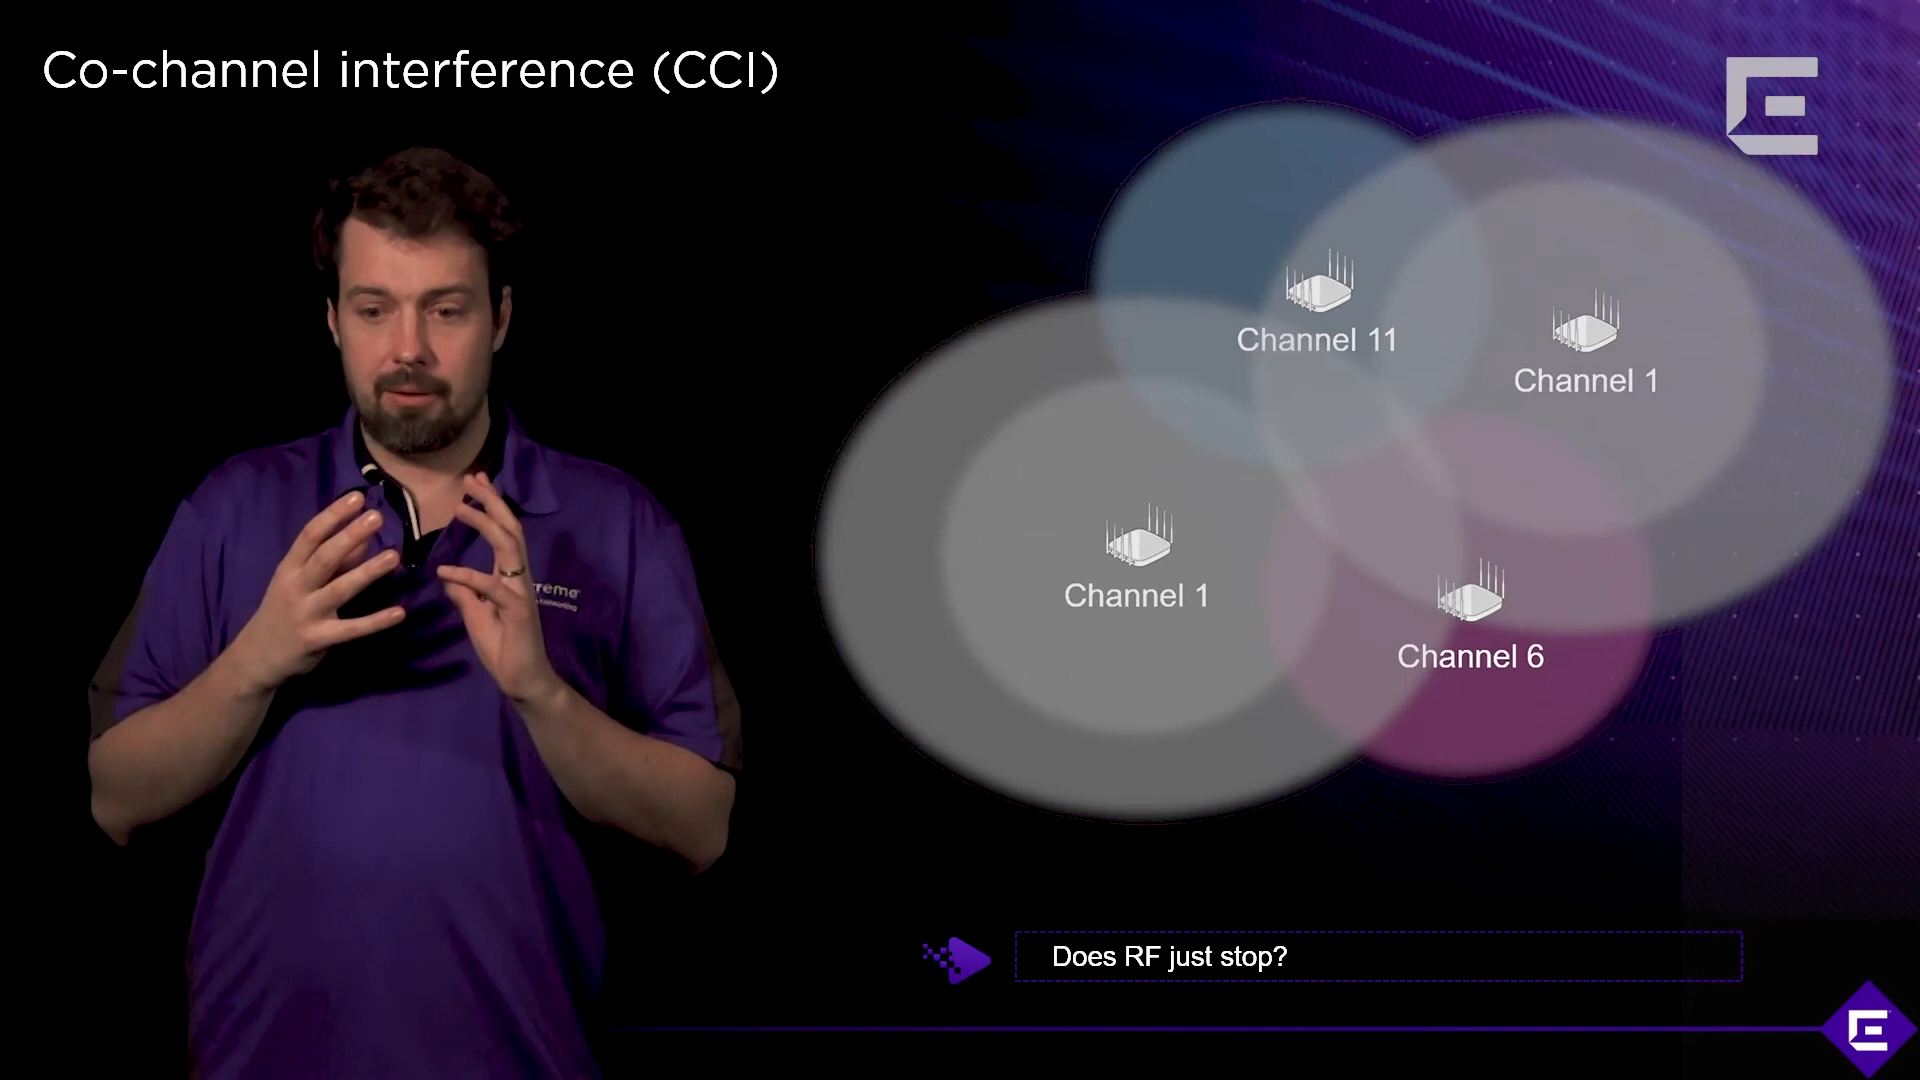 Co-channel interference (CCI)
Channel 11
Channel 1
Channel 1
Channel 6
Does RF just stop?